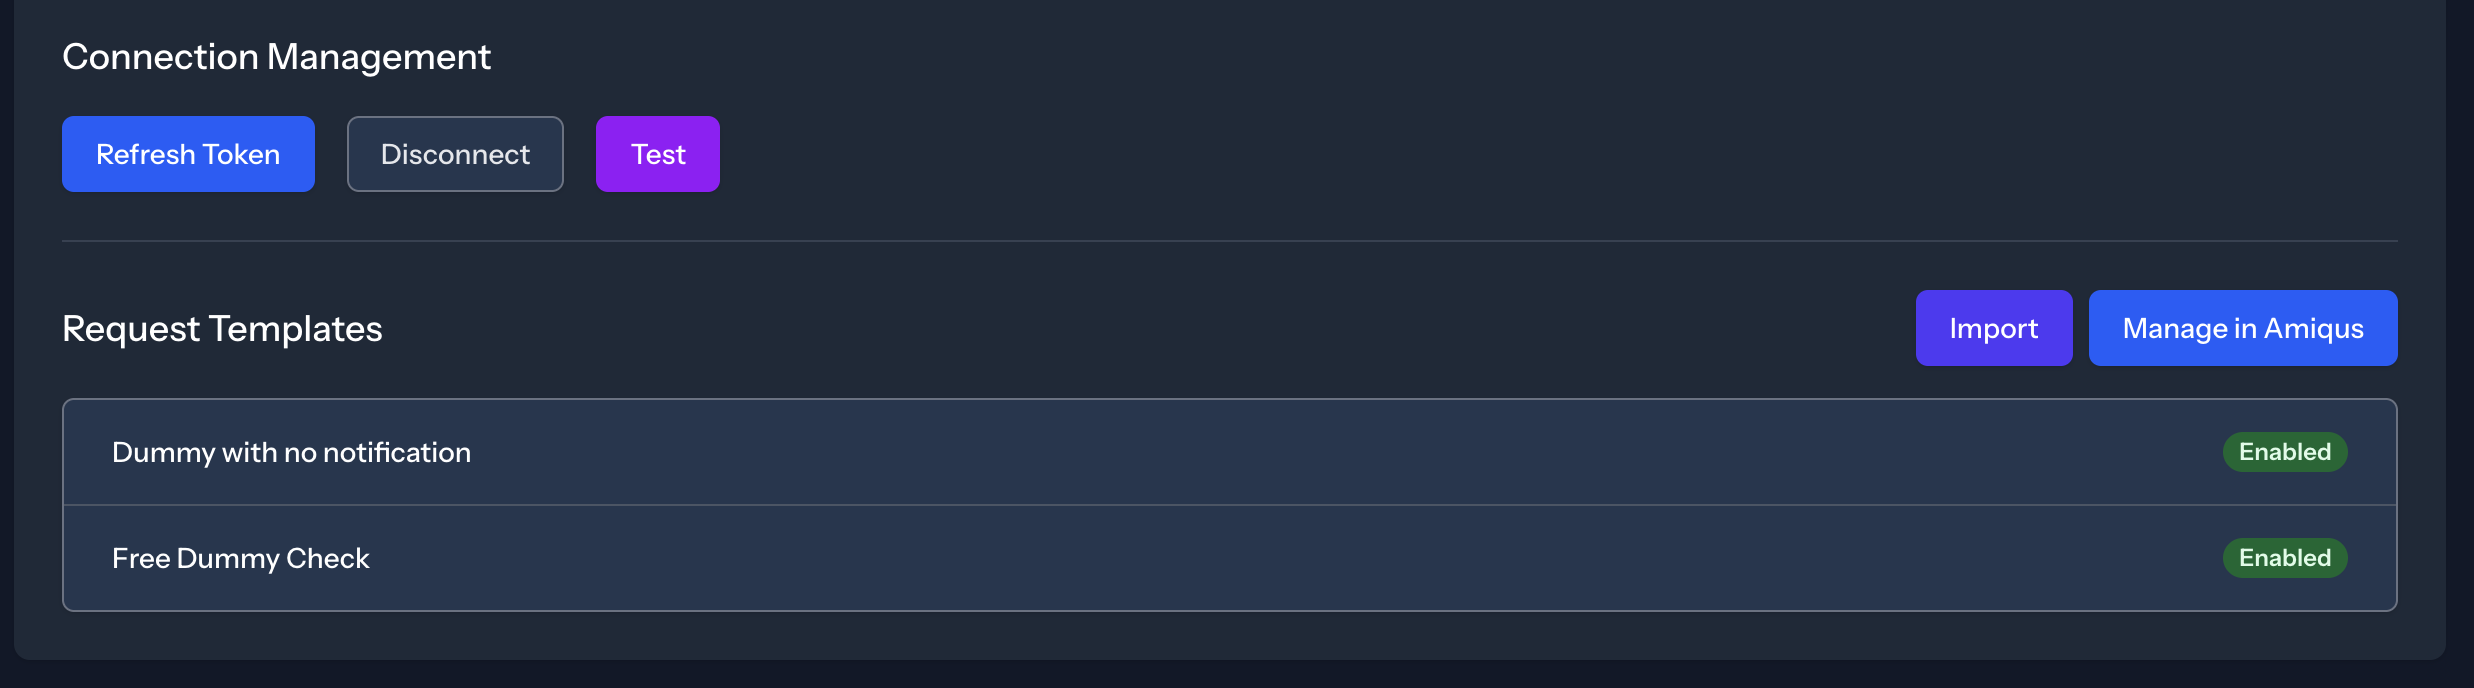 Connection Management
Refresh Token Disconnect Test
Request Templates Import Manage in Amiqus
Dummy with no notification Enabled
Free Dummy Check Enabled